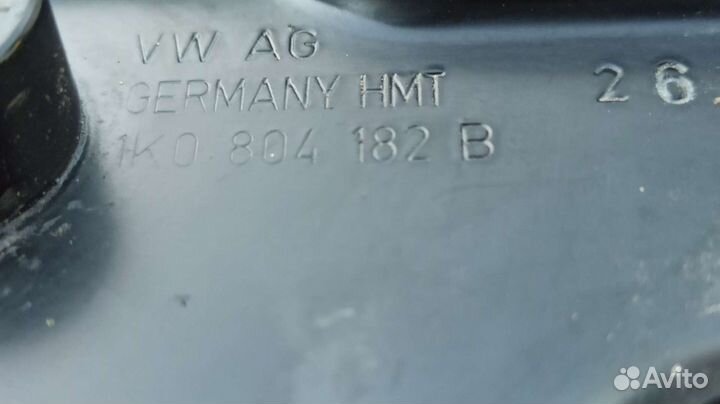 VW AG
GERMANY HMT 26
1K0 804 182 B
Avito